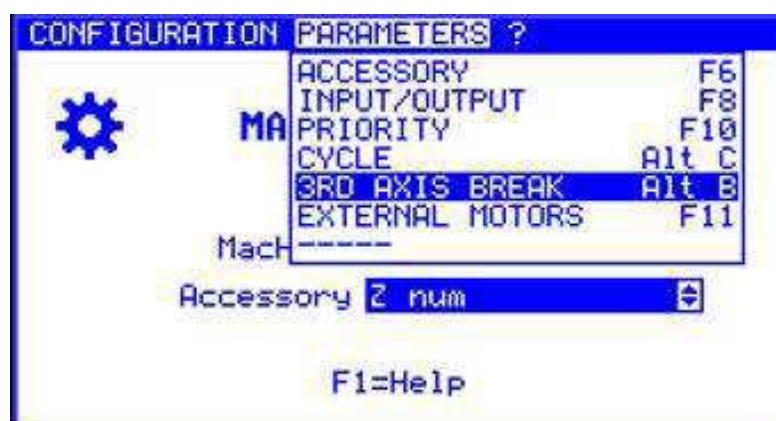 CONFIGURATION PARAMETERS ?
ACCESSORY F6
INPUT/OUTPUT F8
MA PRIORITY F10
CYCLE Alt C
3RD AXIS BREAK Alt B
EXTERNAL MOTORS F11
Mach -----
Accessory Z num
F1=Help